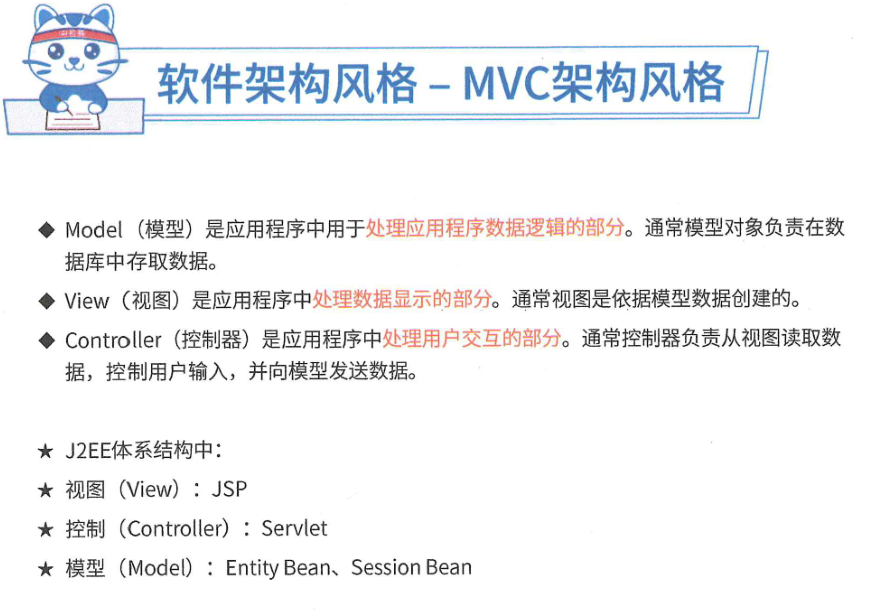 软件架构风格 – MVC架构风格
◆ Model（模型）是应用程序中用于处理应用程序数据逻辑的部分。通常模型对象负责在数
据库中存取数据。
◆ View（视图）是应用程序中处理数据显示的部分。通常视图是依据模型数据创建的。
◆ Controller（控制器）是应用程序中处理用户交互的部分。通常控制器负责从视图读取数
据，控制用户输入，并向模型发送数据。
★ J2EE体系结构中：
★ 视图（View）：JSP
★ 控制（Controller）：Servlet
★ 模型（Model）：Entity Bean、Session Bean